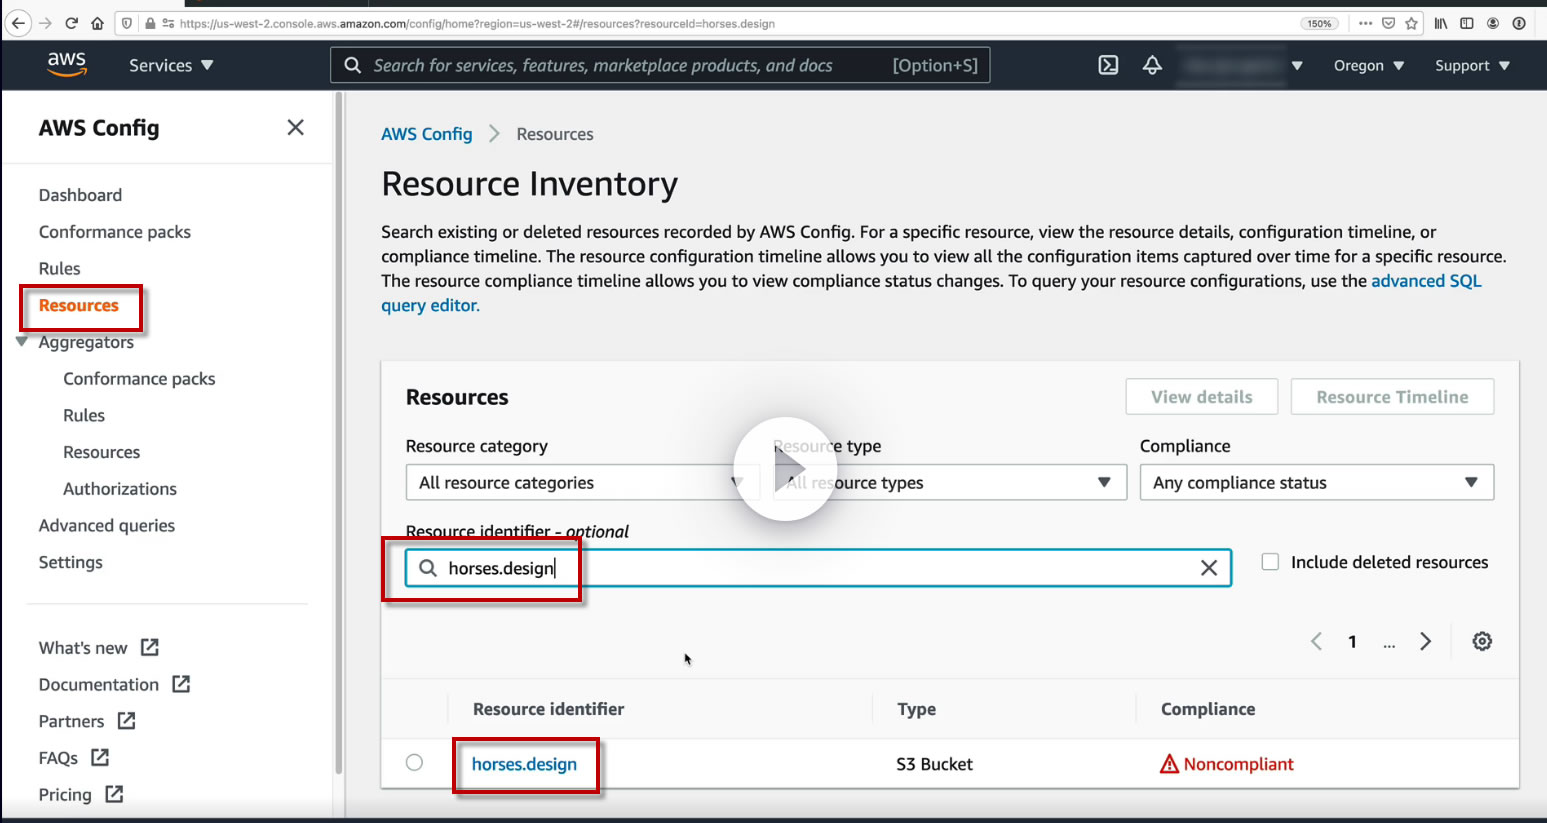 https://us-west-2.console.aws.amazon.com/config/home?region=us-west-2#/resources?resourceId=horses.design
150%
aws
Services
Search for services, features, marketplace products, and docs
[Option+S]
Oregon
Support
AWS Config
Dashboard
Conformance packs
Rules
Resources
Aggregators
Conformance packs
Rules
Resources
Authorizations
Advanced queries
Settings
What's new
Documentation
Partners
FAQs
Pricing
AWS Config
Resources
Resource Inventory
Search existing or deleted resources recorded by AWS Config. For a specific resource, view the resource details, configuration timeline, or
compliance timeline. The resource configuration timeline allows you to view all the configuration items captured over time for a specific resource.
The resource compliance timeline allows you to view compliance status changes. To query your resource configurations, use the advanced SQL
query editor.
Resources
View details
Resource Timeline
Resource category
Resource type
Compliance
All resource categories
All resource types
Any compliance status
Resource identifier - optional
horses.design
Include deleted resources
1
...
Resource identifier
Type
Compliance
horses.design
S3 Bucket
Noncompliant